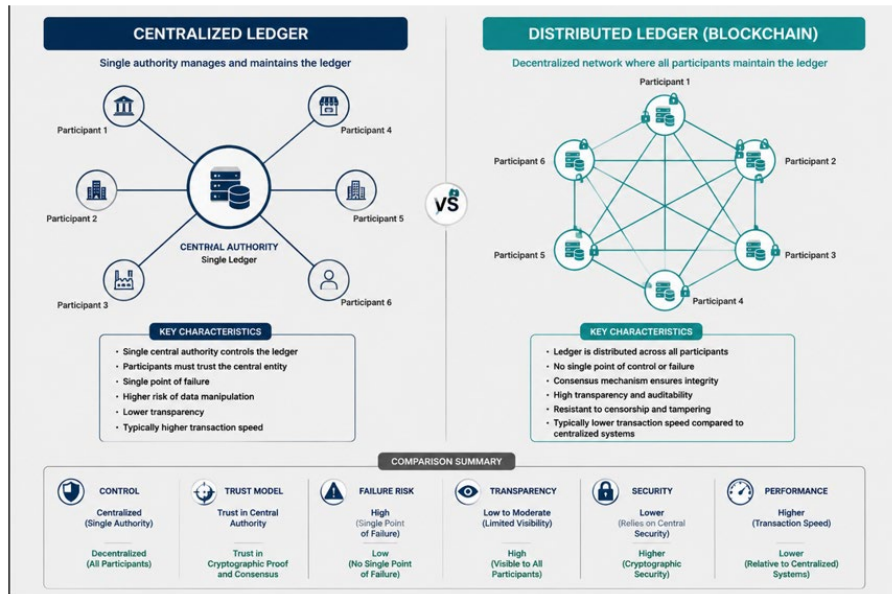 CENTRALIZED LEDGER
Single authority manages and maintains the ledger
Participant 1
Participant 4
Participant 2
Participant 5
CENTRAL AUTHORITY
Single Ledger
Participant 3
Participant 6
KEY CHARACTERISTICS
• Single central authority controls the ledger
• Participants must trust the central entity
• Single point of failure
• Higher risk of data manipulation
• Lower transparency
• Typically higher transaction speed
VS
DISTRIBUTED LEDGER (BLOCKCHAIN)
Decentralized network where all participants maintain the ledger
Participant 1
Participant 6
Participant 2
Participant 5
Participant 3
Participant 4
KEY CHARACTERISTICS
• Ledger is distributed across all participants
• No single point of control or failure
• Consensus mechanism ensures integrity
• High transparency and auditability
• Resistant to censorship and tampering
• Typically lower transaction speed compared to
centralized systems
COMPARISON SUMMARY
CONTROL
Centralized
(Single Authority)
Decentralized
(All Participants)
TRUST MODEL
Trust in Central
Authority
Trust in
Cryptographic Proof
and Consensus
FAILURE RISK
High
(Single Point
of Failure)
Low
(No Single Point
of Failure)
TRANSPARENCY
Low to Moderate
(Limited Visibility)
High
(Visible to All
Participants)
SECURITY
Lower
(Relies on Central
Security)
Higher
(Cryptographic
Security)
PERFORMANCE
Higher
(Transaction Speed)
Lower
(Relative to Centralized)
Systems)